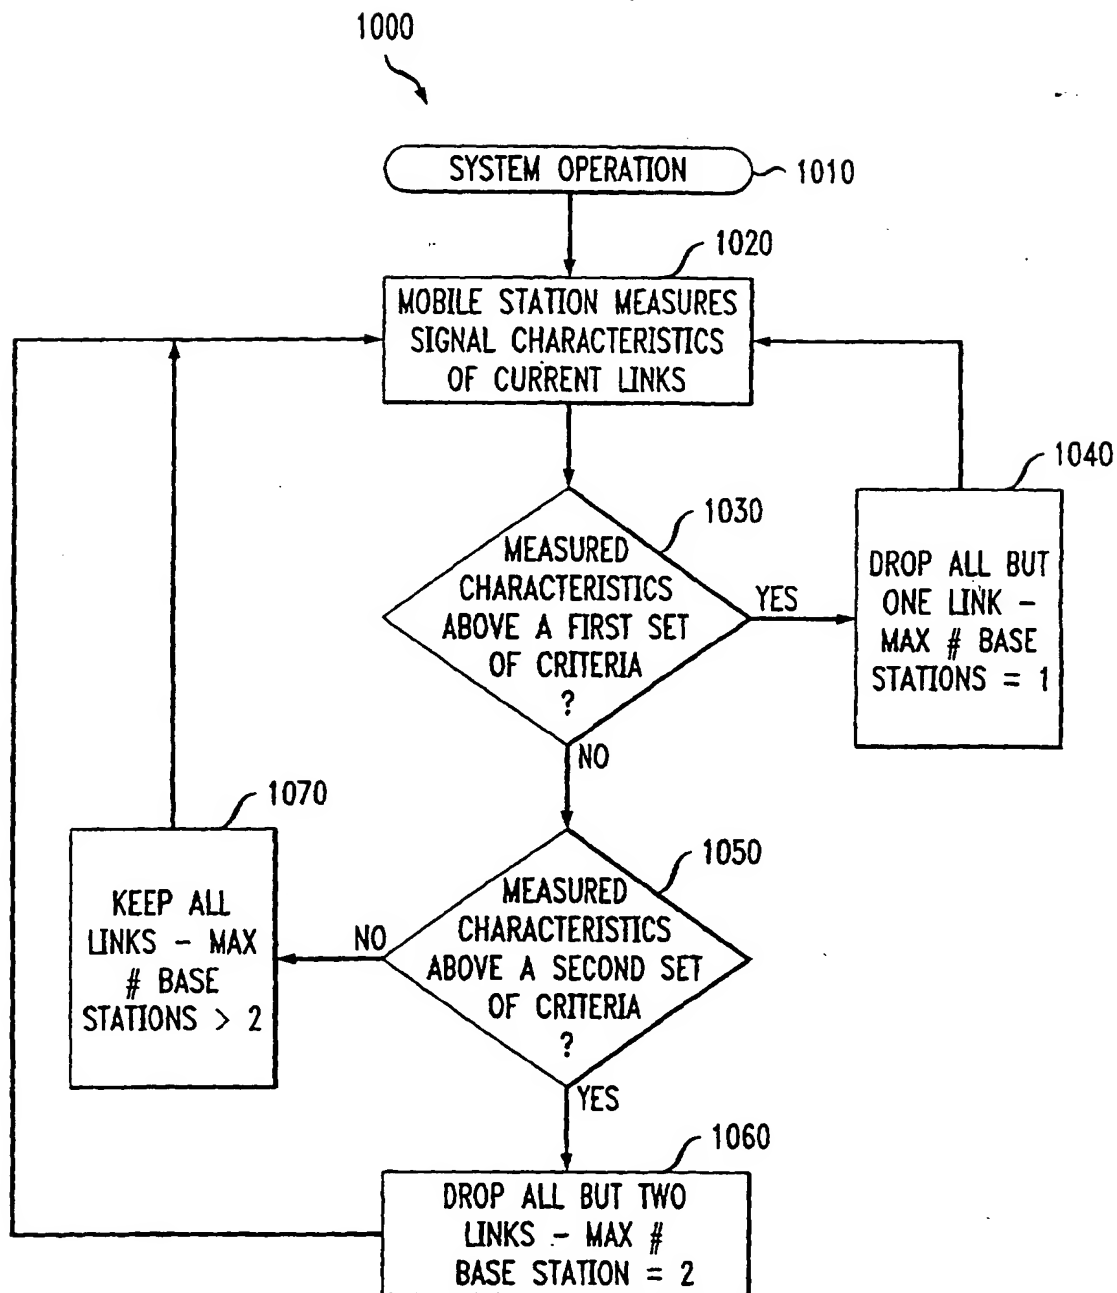 1000
SYSTEM OPERATION
1010
1020
MOBILE STATION MEASURES
SIGNAL CHARACTERISTICS
OF CURRENT LINKS
1030
MEASURED
CHARACTERISTICS
ABOVE A FIRST SET
OF CRITERIA
?
YES
NO
1040
DROP ALL BUT
ONE LINK -
MAX # BASE
STATIONS = 1
1050
MEASURED
CHARACTERISTICS
ABOVE A SECOND SET
OF CRITERIA
?
NO
YES
1070
KEEP ALL
LINKS - MAX
# BASE
STATIONS > 2
1060
DROP ALL BUT TWO
LINKS - MAX #
BASE STATION = 2